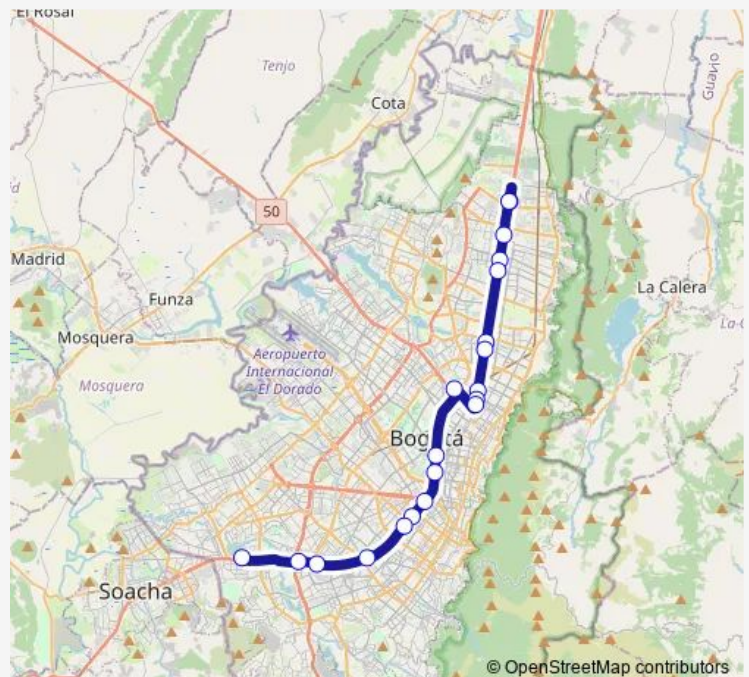 El Rosal
Tenjo
Cota
Guavio
50
Madrid
Funza
La Calera
Mosquera
Aeropuerto
Internacional
El Dorado
Mosquera
Bogotá
Soacha
© OpenStreetMap contributors